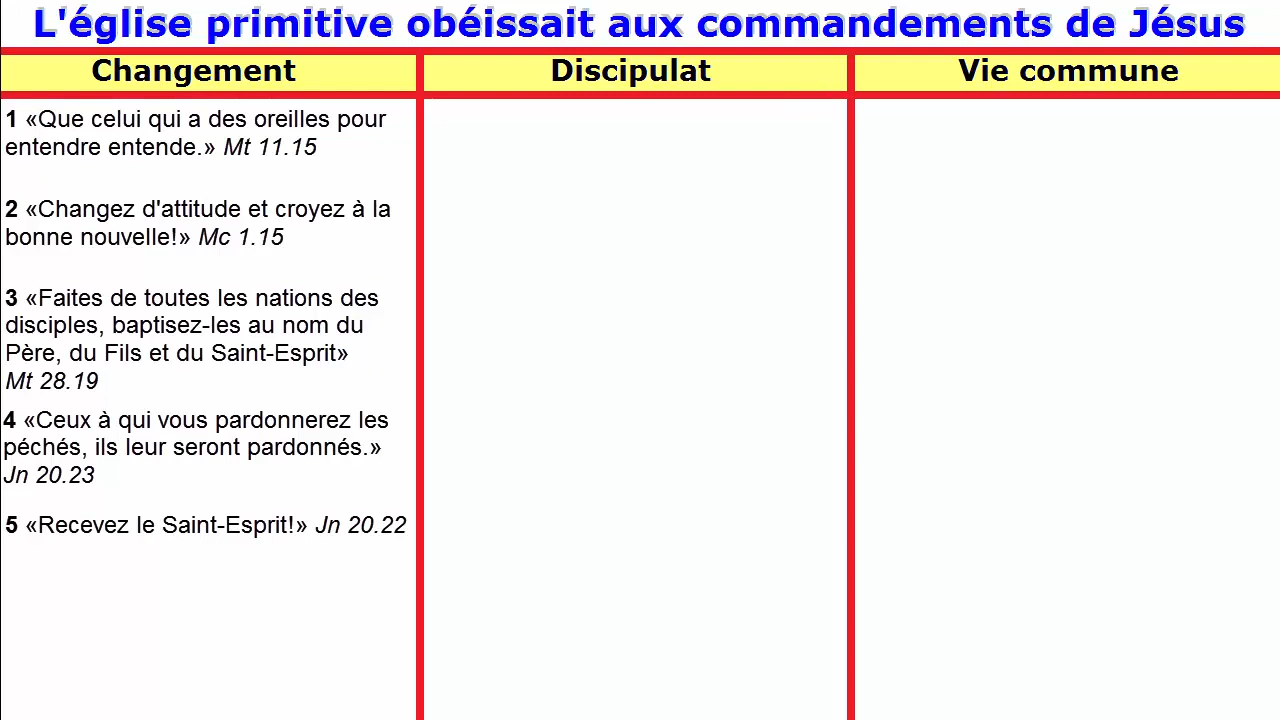 L'église primitive obéissait aux commandements de Jésus
Changement
Discipulat
Vie commune
1 «Que celui qui a des oreilles pour
entendre entende.» Mt 11.15
2 «Changez d'attitude et croyez à la
bonne nouvelle!» Mc 1.15
3 «Faites de toutes les nations des
disciples, baptisez-les au nom du
Père, du Fils et du Saint-Esprit»
Mt 28.19
4 «Ceux à qui vous pardonnerez les
péchés, ils leur seront pardonnés.»
Jn 20.23
5 «Recevez le Saint-Esprit!» Jn 20.22